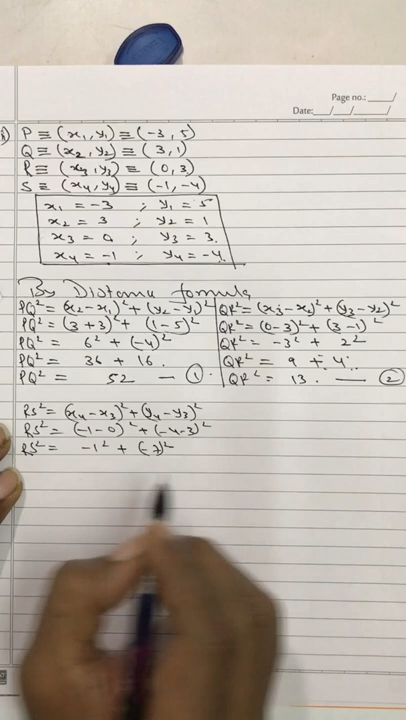 Page no.:
Date:
P ≡ (x₁, y₁) ≡ (-3, 5)
Q ≡ (x₂, y₂) ≡ (3, 1)
R ≡ (x₃, y₃) ≡ (0, 3)
S ≡ (x₄, y₄) ≡ (-1, -4)
x₁ = -3 ; y₁ = 5
x₂ = 3 ; y₂ = 1
x₃ = 0 ; y₃ = 3.
x₄ = -1 ; y₄ = -4.
By Distance formula
PQ² = (x₂-x₁)² + (y₂-y₁)²
PQ² = (3+3)² + (1-5)²
PQ² = 6² + (-4)²
PQ² = 36 + 16.
PQ² = 52 — ①.
QR² = (x₃-x₂)² + (y₃-y₂)²
QR² = (0-3)² + (3-1)²
QR² = -3² + 2²
QR² = 9 + 4.
QR² = 13. — ②
RS² = (x₄-x₃)² + (y₄-y₃)²
RS² = (-1-0)² + (-4-3)²
RS² = -1² + (-7)²